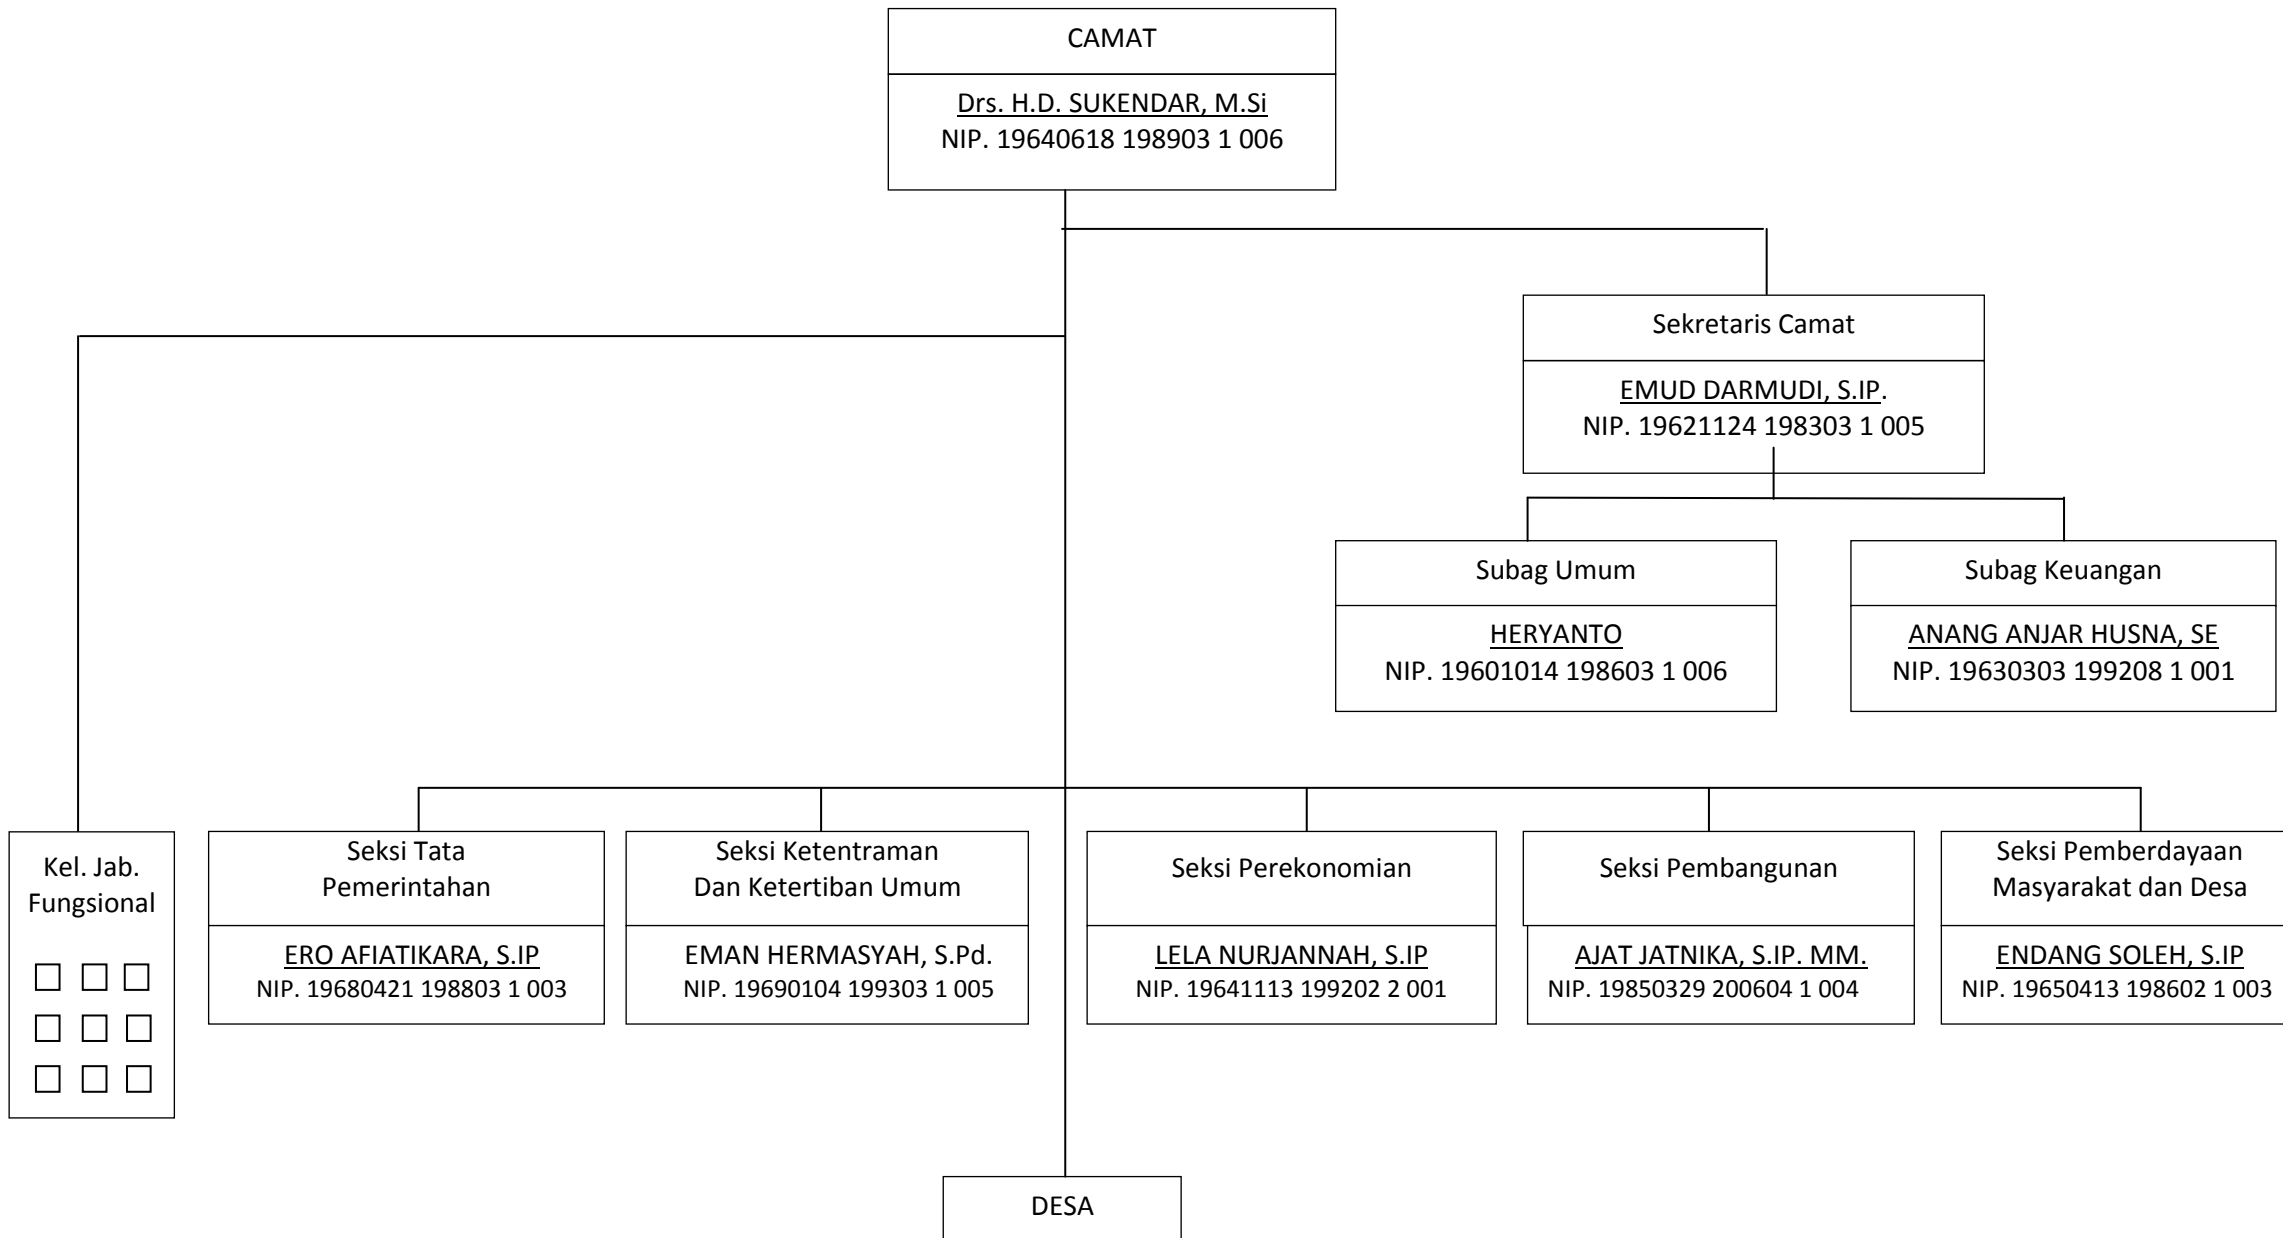 CAMAT
Drs. H.D. SUKENDAR, M.Si
NIP. 19640618 198903 1 006
Sekretaris Camat
EMUD DARMUDI, S.IP.
NIP. 19621124 198303 1 005
Subag Umum
HERYANTO
NIP. 19601014 198603 1 006
Subag Keuangan
ANANG ANJAR HUSNA, SE
NIP. 19630303 199208 1 001
Kel. Jab.
Fungsional
Seksi Tata
Pemerintahan
ERO AFIATIKARA, S.IP
NIP. 19680421 198803 1 003
Seksi Ketentraman
Dan Ketertiban Umum
EMAN HERMASYAH, S.Pd.
NIP. 19690104 199303 1 005
Seksi Perekonomian
LELA NURJANNAH, S.IP
NIP. 19641113 199202 2 001
Seksi Pembangunan
AJAT JATNIKA, S.IP. MM.
NIP. 19850329 200604 1 004
Seksi Pemberdayaan
Masyarakat dan Desa
ENDANG SOLEH, S.IP
NIP. 19650413 198602 1 003
DESA